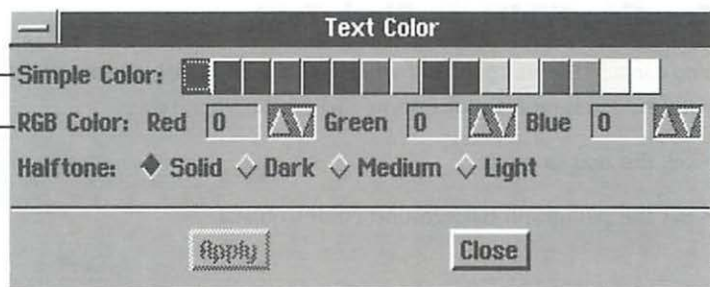 Text Color
Simple Color:
RGB Color: Red 0 Green 0 Blue 0
Halftone: Solid Dark Medium Light
Apply Close